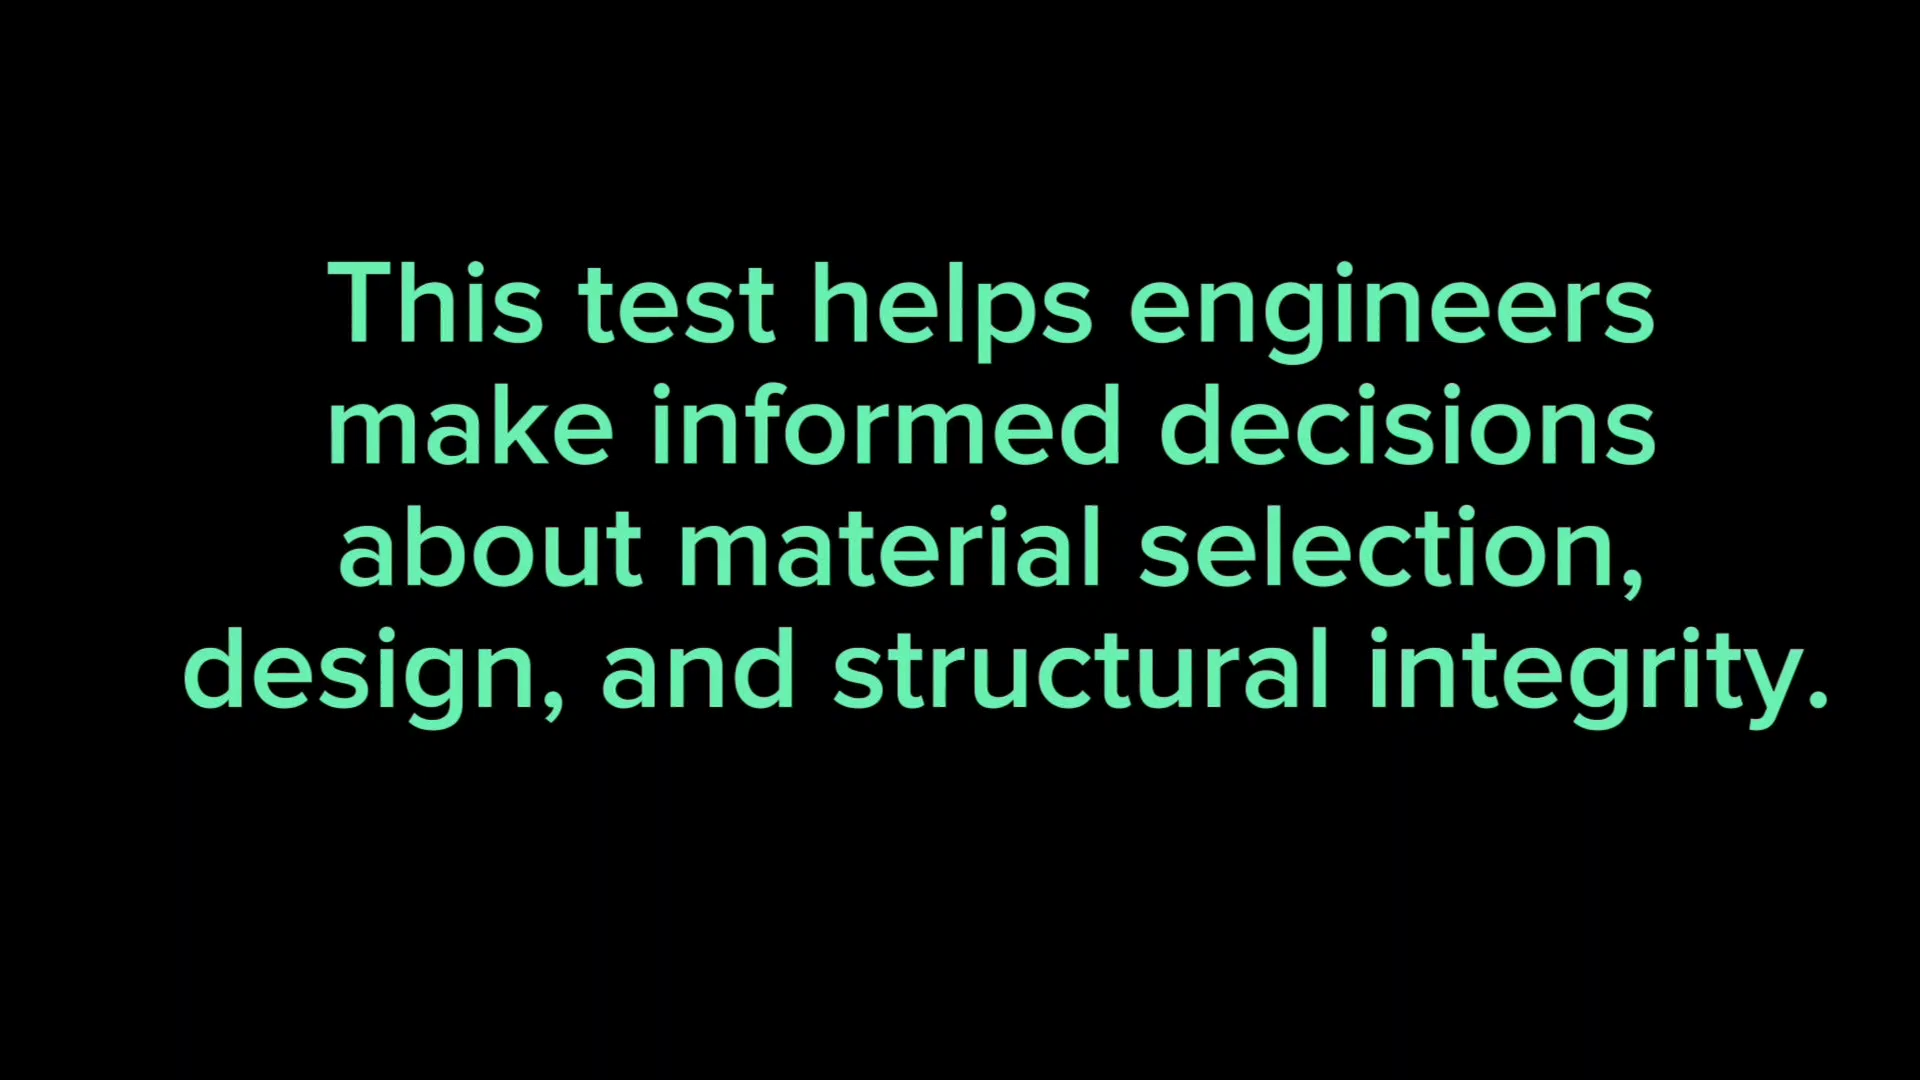 This test helps engineers
make informed decisions
about material selection,
design, and structural integrity.